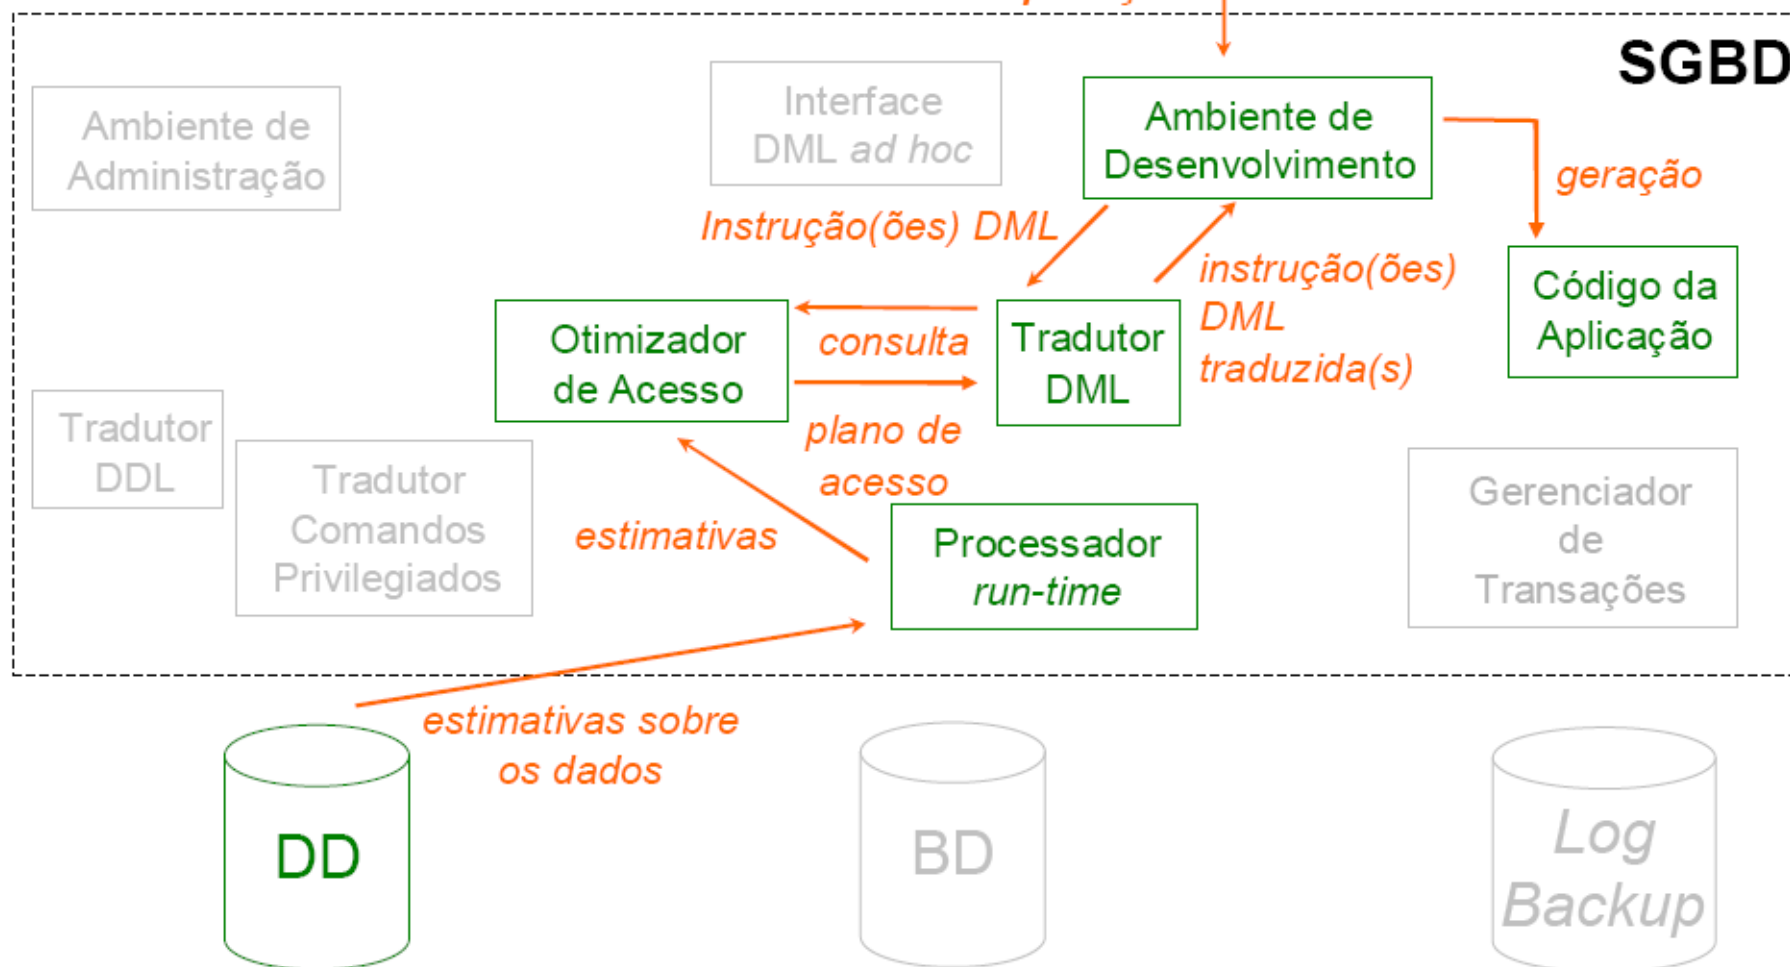 SGBD
Ambiente de
Administração
Interface
DML ad hoc
Ambiente de
Desenvolvimento
geração
Instrução(ões) DML
instrução(ões)
DML
traduzida(s)
Código da
Aplicação
Otimizador
de Acesso
consulta
Tradutor
DML
plano de
acesso
Tradutor
DDL
Tradutor
Comandos
Privilegiados
estimativas
Processador
run-time
Gerenciador
de
Transações
estimativas sobre
os dados
DD
BD
Log
Backup